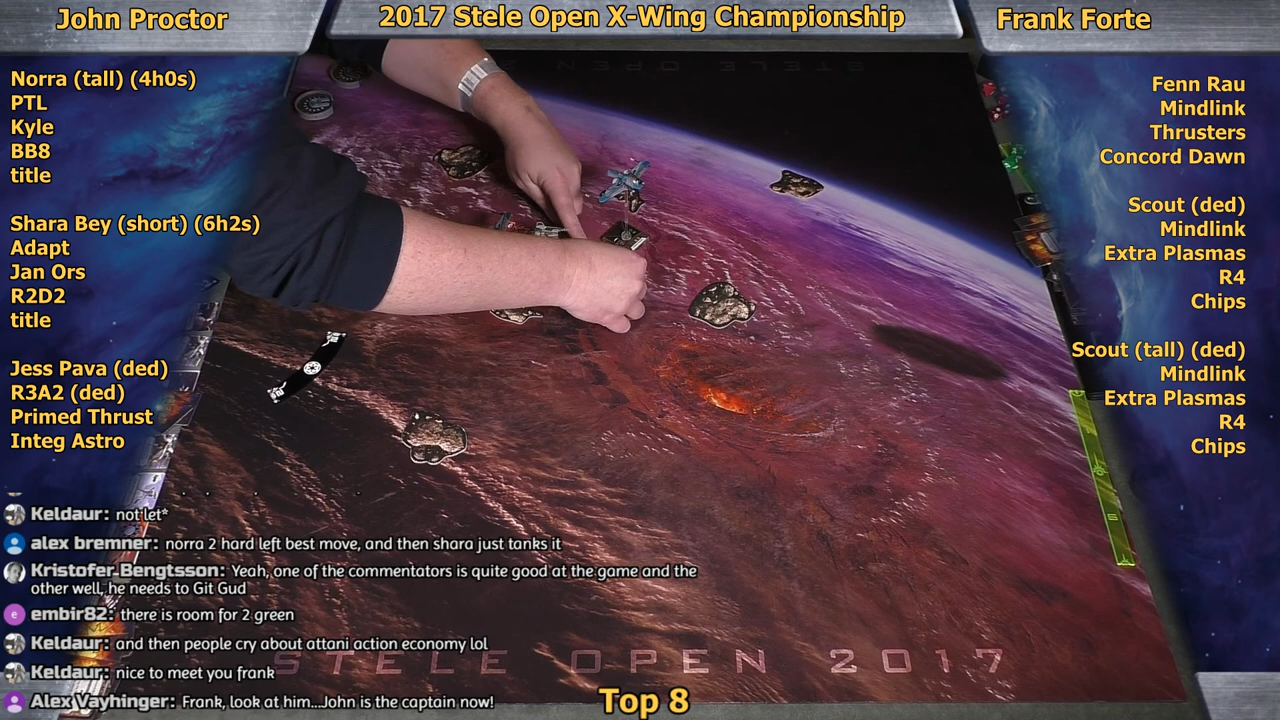 John Proctor
2017 Stele Open X-Wing Championship
Frank Forte
Norra (tall) (4h0s)
PTL
Kyle
BB8
title
Shara Bey (short) (6h2s)
Adapt
Jan Ors
R2D2
title
Jess Pava (ded)
R3A2 (ded)
Primed Thrust
Integ Astro
Fenn Rau
Mindlink
Thrusters
Concord Dawn
Scout (ded)
Mindlink
Extra Plasmas
R4
Chips
Scout (tall) (ded)
Mindlink
Extra Plasmas
R4
Chips
Keldaur: not let*
alex bremner: norra 2 hard left best move, and then shara just tanks it
Kristofer Bengtsson: Yeah, one of the commentators is quite good at the game and the
other well, he needs to Git Gud
embir82: there is room for 2 green
Keldaur: and then people cry about attani action economy lol
Keldaur: nice to meet you frank
Alex Vayhinger: Frank, look at him...John is the captain now!
STELE OPEN 2017
Top 8